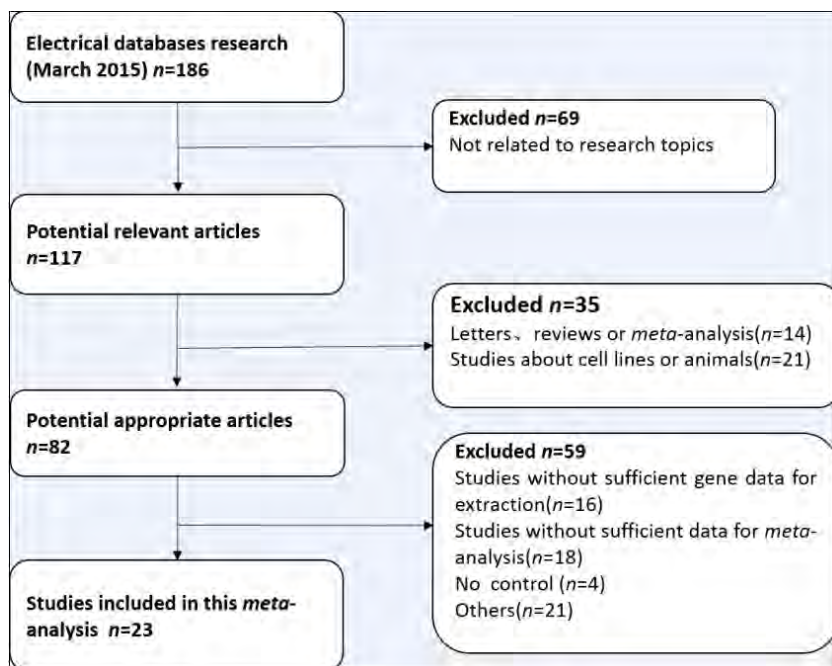 Electrical databases research
(March 2015) n=186
Excluded n=69
Not related to research topics
Potential relevant articles
n=117
Excluded n=35
Letters、reviews or meta-analysis(n=14)
Studies about cell lines or animals(n=21)
Potential appropriate articles
n=82
Excluded n=59
Studies without sufficient gene data for
extraction(n=16)
Studies without sufficient data for meta-
analysis(n=18)
No control (n=4)
Others(n=21)
Studies included in this meta-
analysis n=23